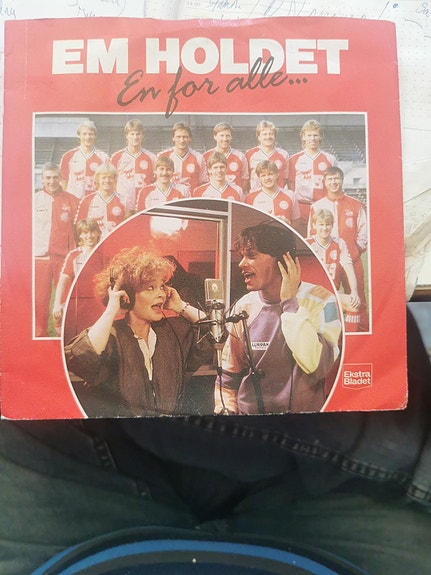 EM HOLDET
En for alle...
Ekstra
Bladet